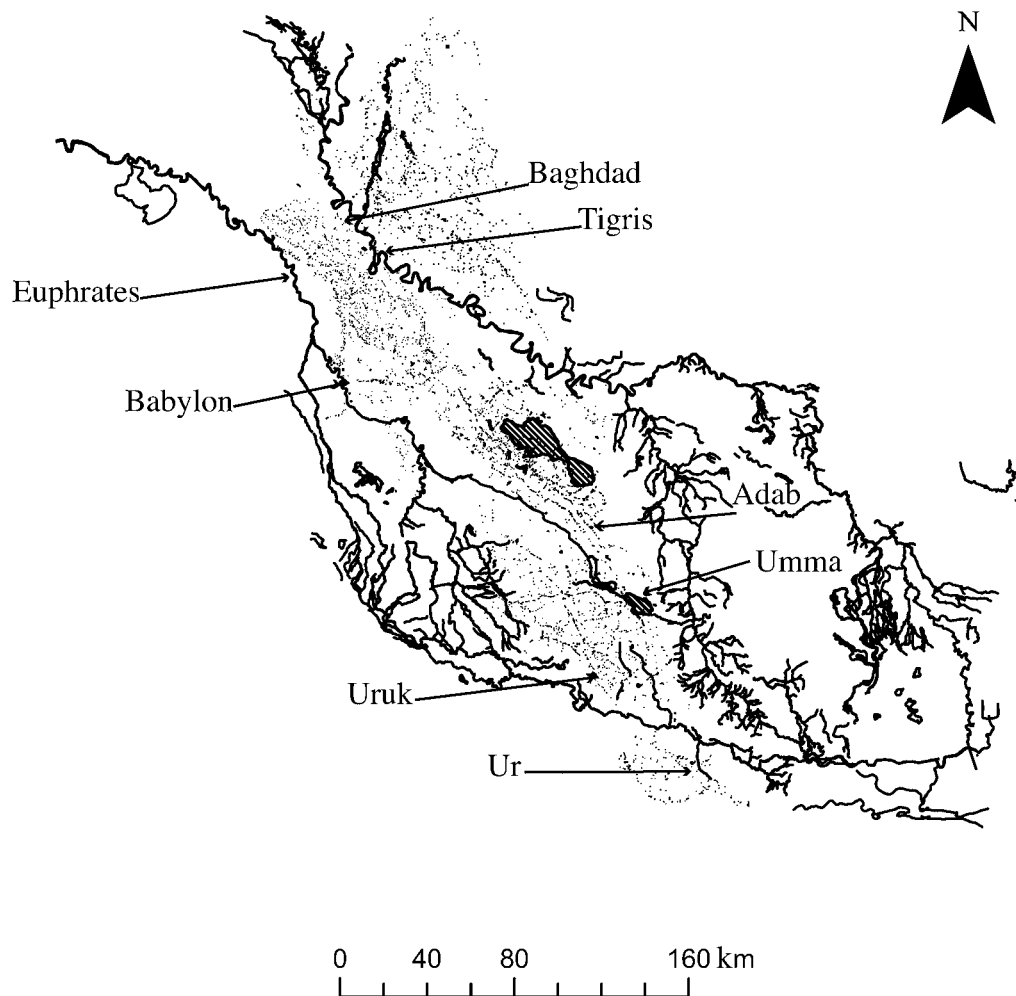 N
Baghdad
Tigris
Euphrates
Babylon
Adab
Umma
Uruk
Ur
0 40 80 160 km